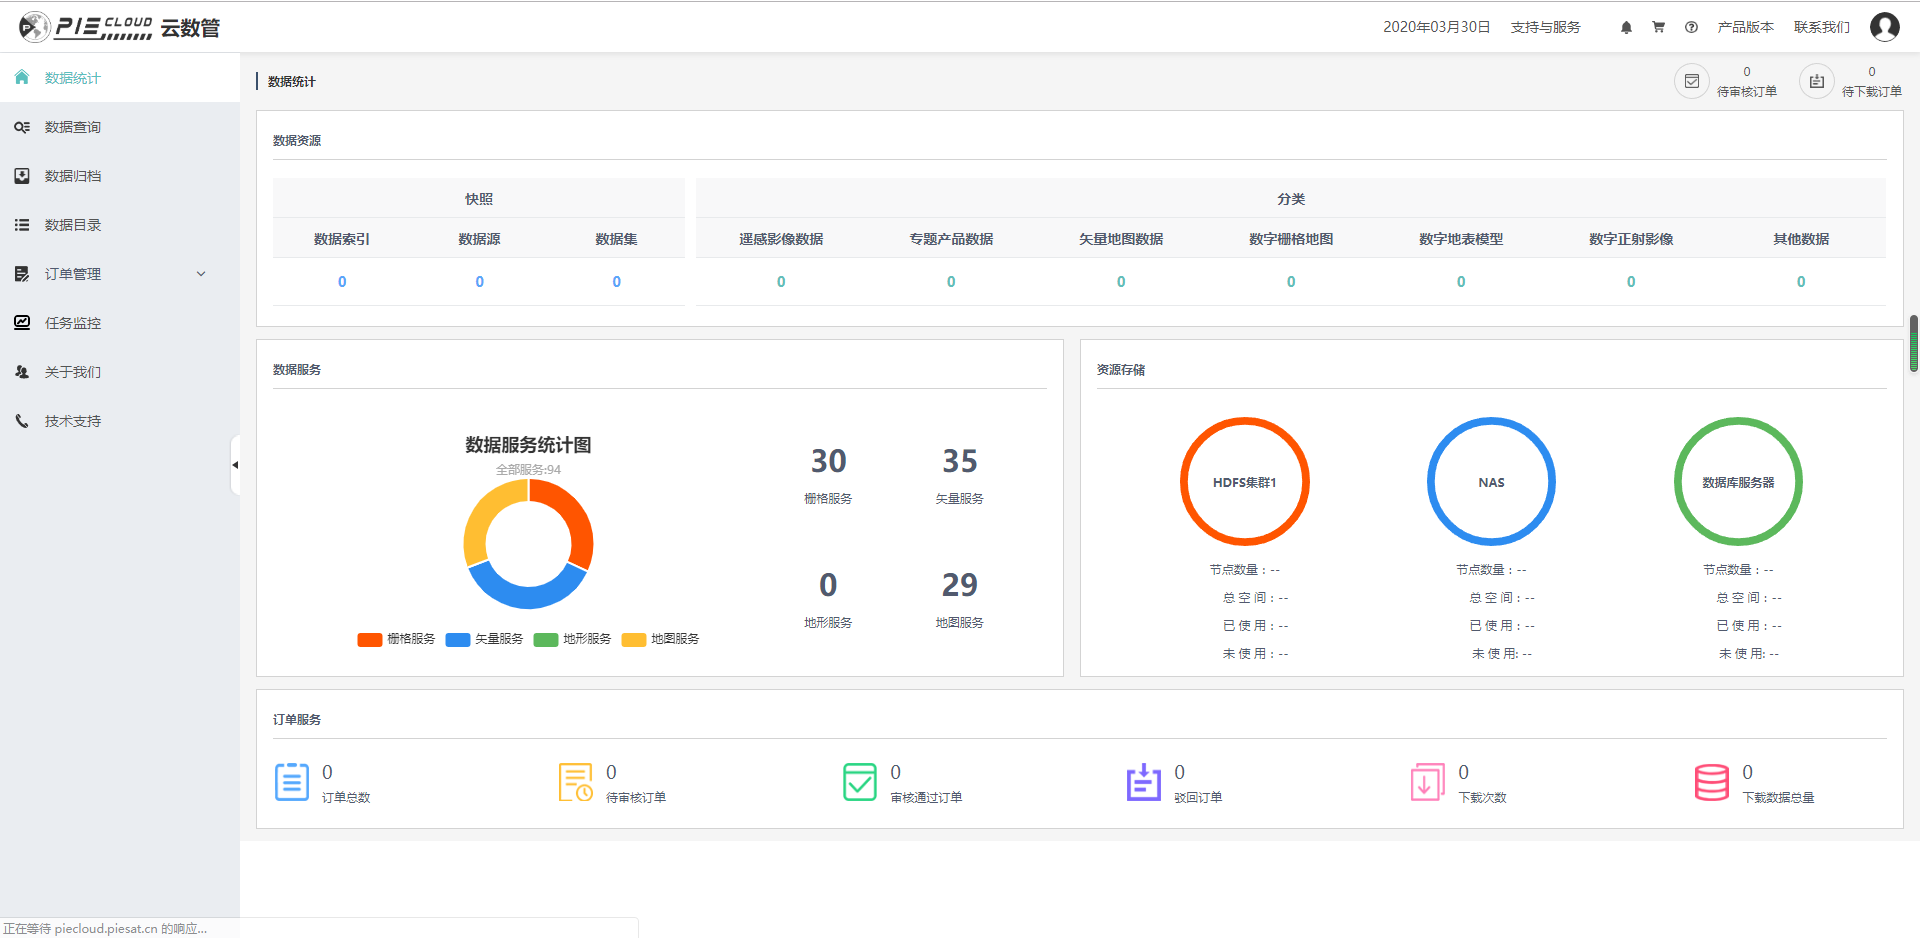 PIE CLOUD 云数管
2020年03月30日 支持与服务 产品版本 联系我们
数据统计
数据查询
数据归档
数据目录
订单管理
任务监控
关于我们
技术支持
数据统计
0
待审核订单
0
待下载订单
数据资源
快照
数据索引 数据源 数据集
0 0 0
分类
遥感影像数据 专题产品数据 矢量地图数据 数字栅格地图 数字地表模型 数字正射影像 其他数据
0 0 0 0 0 0 0
数据服务
数据服务统计图
全部服务:94
栅格服务 矢量服务 地形服务 地图服务
30
栅格服务
35
矢量服务
0
地形服务
29
地图服务
资源存储
HDFS集群1
节点数量：--
总 空 间：--
已 使 用：--
未 使 用：--
NAS
节点数量：--
总 空 间：--
已 使 用：--
未 使 用: --
数据库服务器
节点数量：--
总 空 间：--
已 使 用：--
未 使 用: --
订单服务
0
订单总数
0
待审核订单
0
审核通过订单
0
驳回订单
0
下载次数
0
下载数据总量
正在等待 piecloud.piesat.cn 的响应...